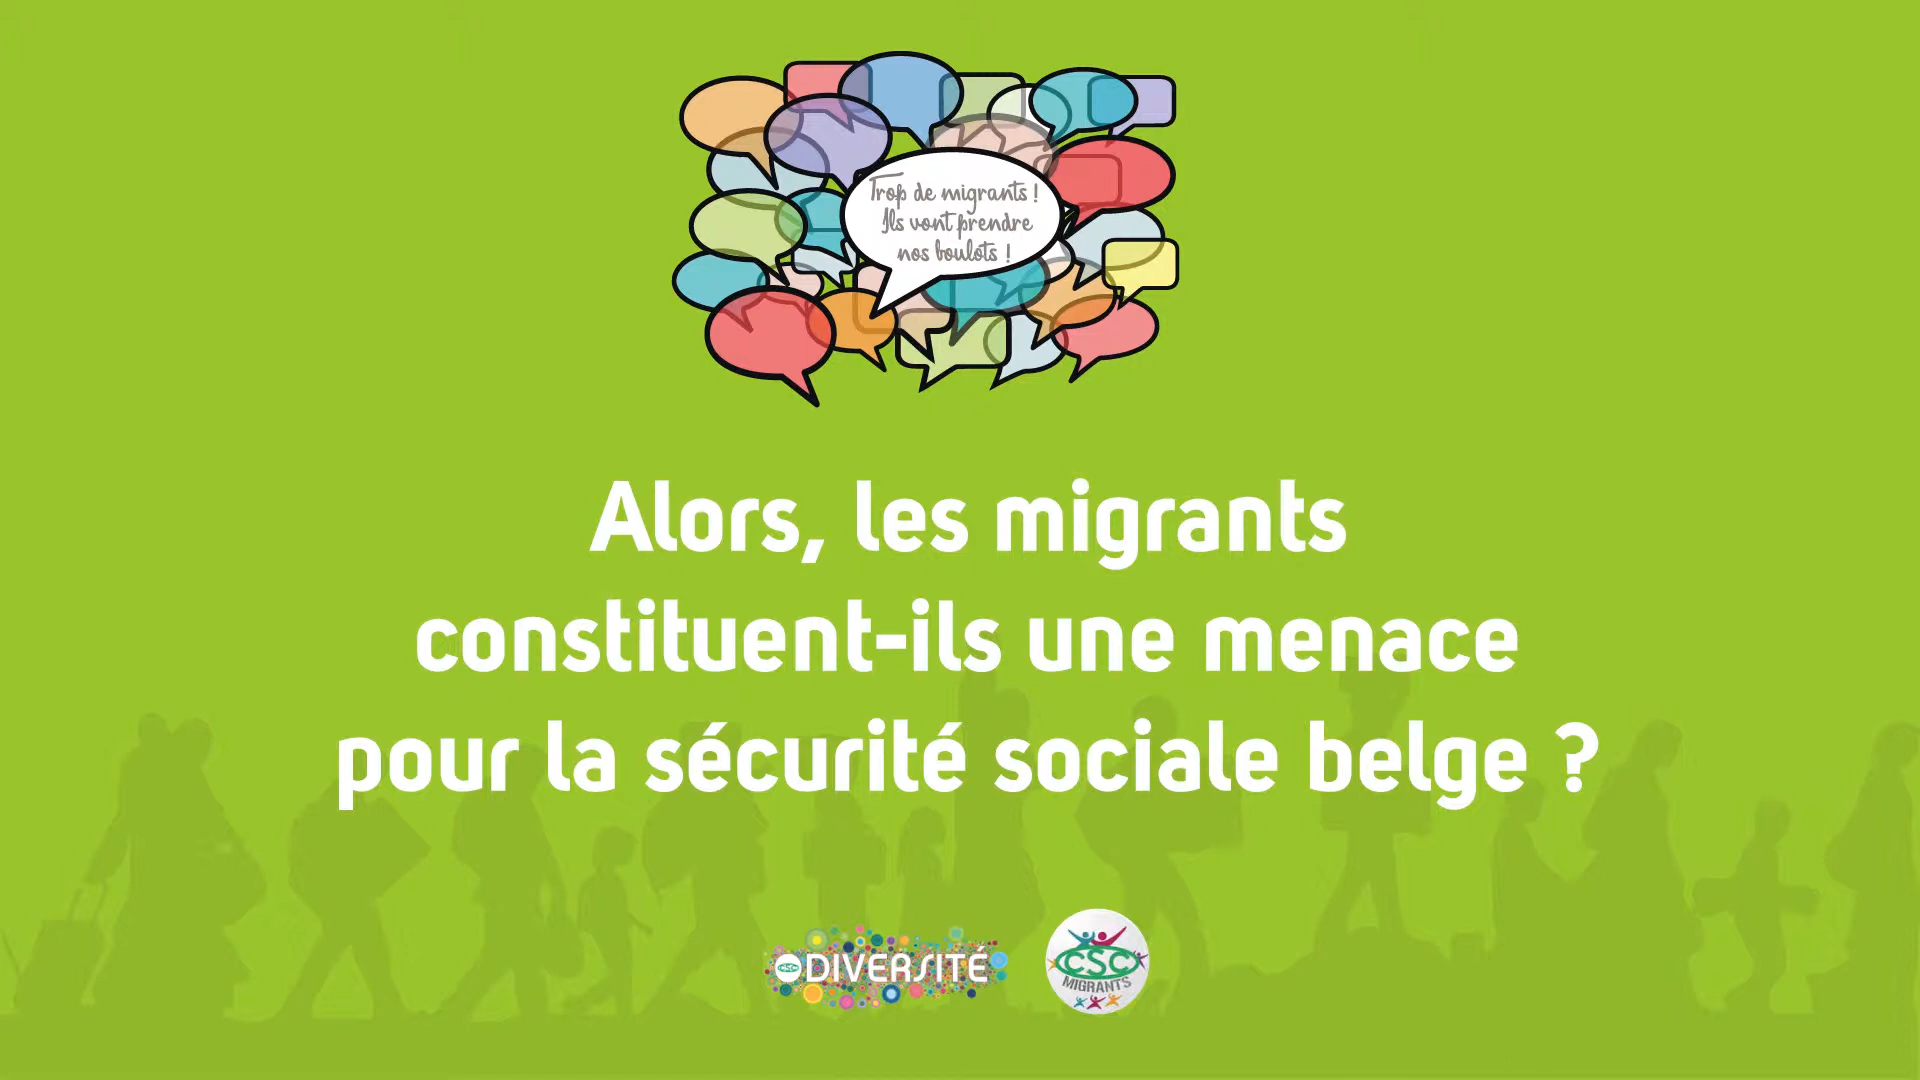 Trop de migrants !
Ils vont prendre
nos boulots !
Alors, les migrants
constituent-ils une menace
pour la sécurité sociale belge ?
CSC DIVERSITÉ
CSC
MIGRANTS